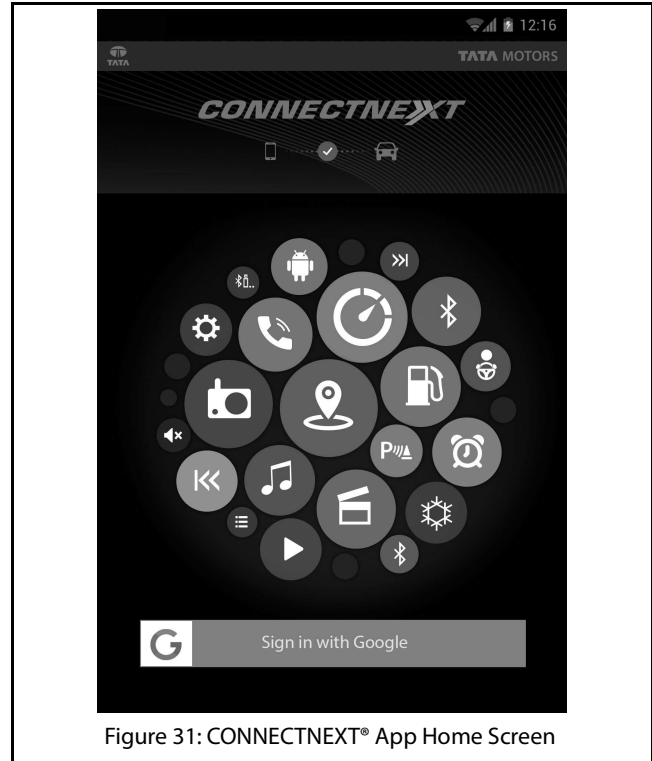 12:16
TATA
TATA MOTORS
CONNECTNEXT
P
G
Sign in with Google
Figure 31: CONNECTNEXT® App Home Screen